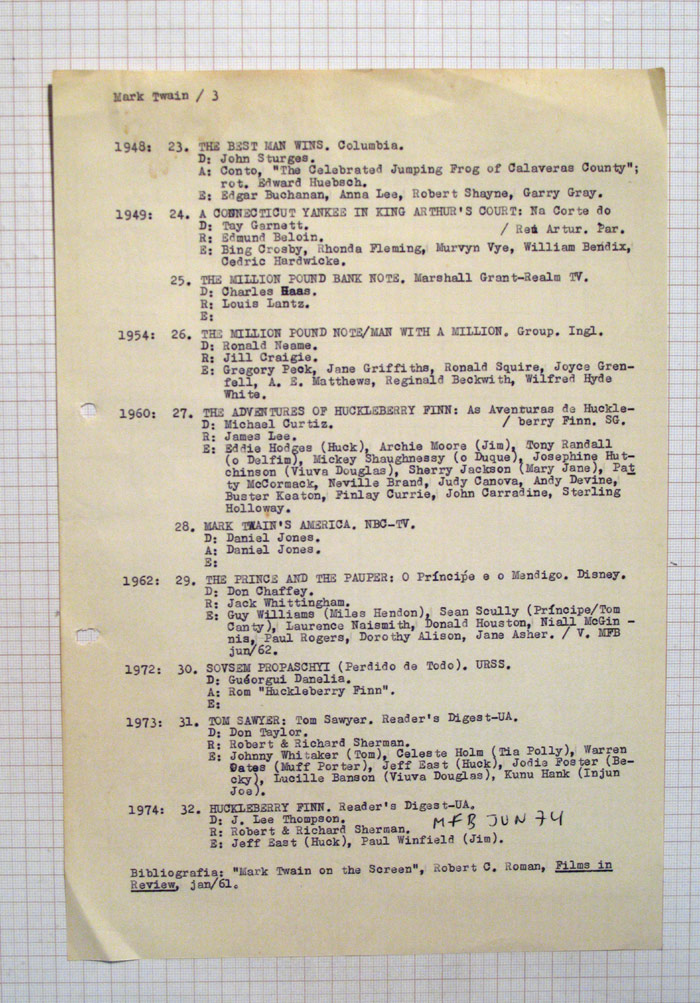 Mark Twain / 3
1948: 23. THE BEST MAN WINS. Columbia.
D: John Sturges.
A: Conto, "The Celebrated Jumping Frog of Calaveras County";
rot. Edward Huebsch.
E: Edgar Buchanan, Anna Lee, Robert Shayne, Garry Gray.
1949: 24. A CONNECTICUT YANKEE IN KING ARTHUR'S COURT: Na Corte do
D: Tay Garnett. / Rei Artur. Par.
R: Edmund Beloin.
E: Bing Crosby, Rhonda Fleming, Murvyn Vye, William Bendix,
Cedric Hardwicke.
25. THE MILLION POUND BANK NOTE. Marshall Grant-Realm TV.
D: Charles Haas.
R: Louis Lantz.
E:
1954: 26. THE MILLION POUND NOTE/MAN WITH A MILLION. Group. Ingl.
D: Ronald Neame.
R: Jill Craigie.
E: Gregory Peck, Jane Griffiths, Ronald Squire, Joyce Gren-
fell, A. E. Matthews, Reginald Beckwith, Wilfred Hyde
White.
1960: 27. THE ADVENTURES OF HUCKLEBERRY FINN: As Aventuras de Huckle-
D: Michael Curtiz. / berry Finn. SG.
R: James Lee.
E: Eddie Hodges (Huck), Archie Moore (Jim), Tony Randall
(o Delfim), Mickey Shaughnessy (o Duque), Josephine Hut-
chinson (Viuva Douglas), Sherry Jackson (Mary Jane), Pat
ty McCormack, Neville Brand, Judy Canova, Andy Devine,
Buster Keaton, Finlay Currie, John Carradine, Sterling
Holloway.
28. MARK TWAIN'S AMERICA. NBC-TV.
D: Daniel Jones.
A: Daniel Jones.
E:
1962: 29. THE PRINCE AND THE PAUPER: O Príncipe e o Mendigo. Disney.
D: Don Chaffey.
R: Jack Whittingham.
E: Guy Williams (Miles Hendon), Sean Scully (Príncipe/Tom
Canty), Laurence Naismith, Donald Houston, Niall McGin -
nis, Paul Rogers, Dorothy Alison, Jane Asher. / V. MFB
jun/62.
1972: 30. SOVSEM PROPASCHYI (Perdido de Todo). URSS.
D: Guéorgui Danelia.
A: Rom "Huckleberry Finn".
E:
1973: 31. TOM SAWYER: Tom Sawyer. Reader's Digest-UA.
D: Don Taylor.
R: Robert & Richard Sherman.
E: Johnny Whitaker (Tom), Celeste Holm (Tia Polly), Warren
Oates (Muff Porter), Jeff East (Huck), Jodie Foster (Be-
cky), Lucille Banson (Viuva Douglas), Kunu Hank (Injun
Joe).
1974: 32. HUCKLEBERRY FINN. Reader's Digest-UA.
D: J. Lee Thompson. MFB JUN 74
R: Robert & Richard Sherman.
E: Jeff East (Huck), Paul Winfield (Jim).
Bibliografia: "Mark Twain on the Screen", Robert C. Roman, Films in
Review, jan/61.